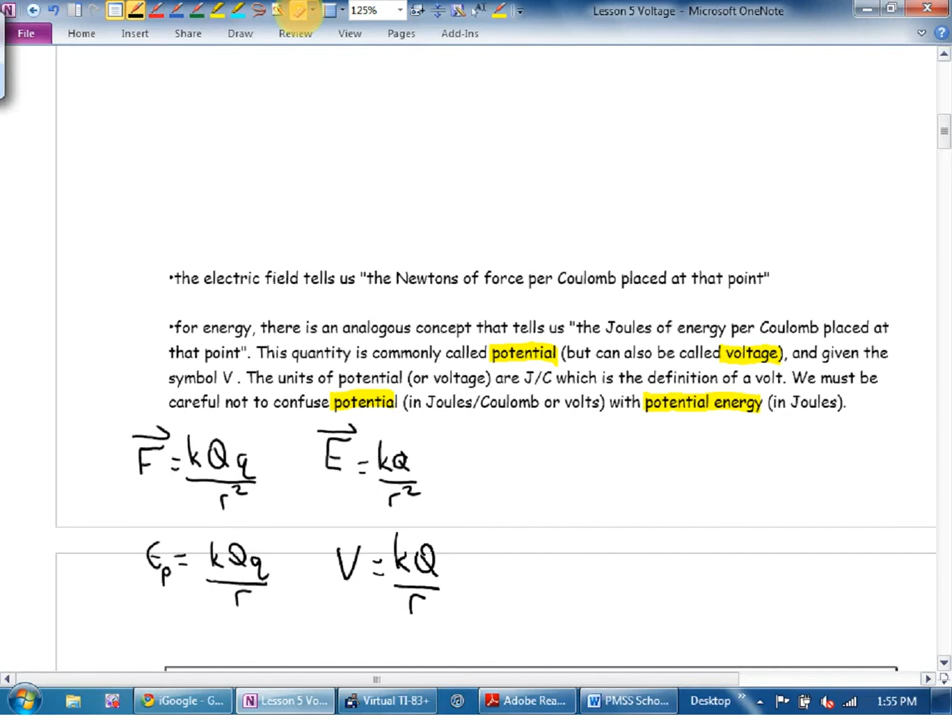 125%
Lesson 5 Voltage - Microsoft OneNote
File Home Insert Share Draw Review View Pages Add-Ins
•the electric field tells us "the Newtons of force per Coulomb placed at that point"
•for energy, there is an analogous concept that tells us "the Joules of energy per Coulomb placed at
that point". This quantity is commonly called potential (but can also be called voltage), and given the
symbol V . The units of potential (or voltage) are J/C which is the definition of a volt. We must be
careful not to confuse potential (in Joules/Coulomb or volts) with potential energy (in Joules).
F⃗ = kQq/r² E⃗ = kQ/r²
Ep = kQq/r V = kQ/r
iGoogle - G... Lesson 5 Vo... Virtual TI-83+ Adobe Rea... PMSS Scho... Desktop » 1:55 PM